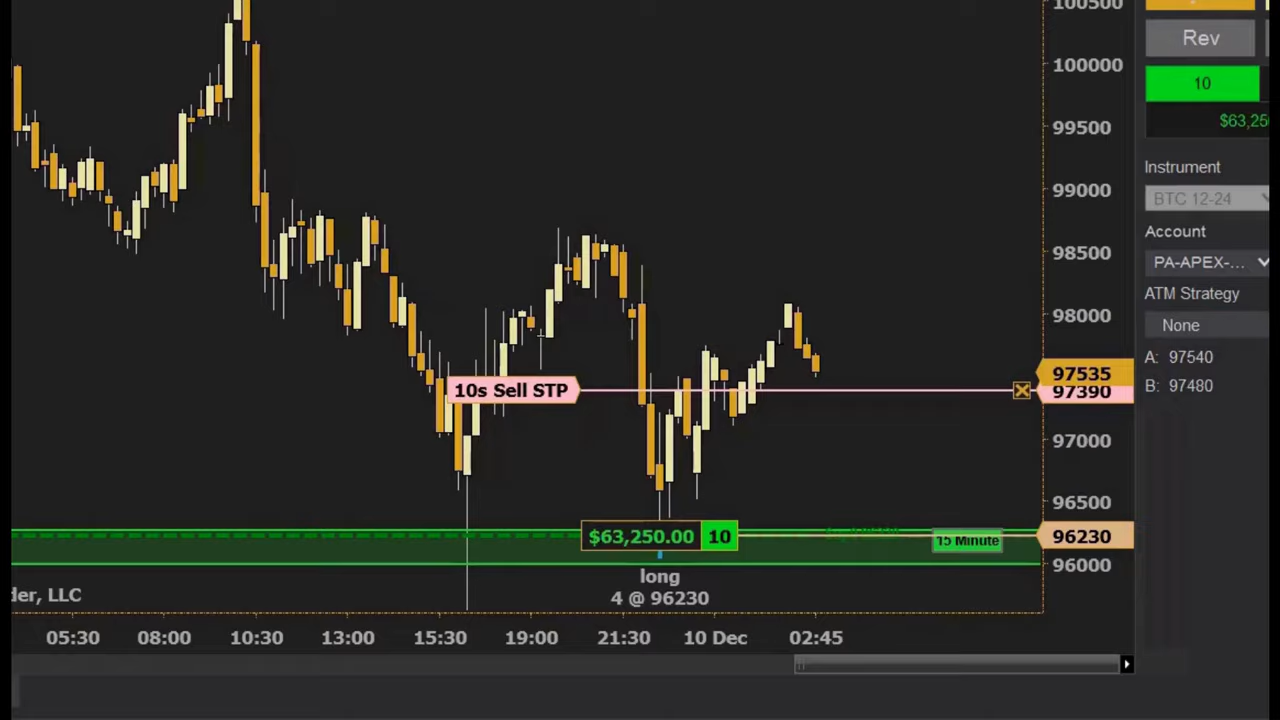 100500
Rev
100000
10
99500
$63,25
Instrument
99000
BTC 12-24
Account
98500
PA-APEX-...
ATM Strategy
98000
None
A: 97540
97535
B: 97480
10s Sell STP
97390
97000
96500
$63,250.00 10
15 Minute
96230
96000
long
der, LLC
4 @ 96230
05:30 08:00 10:30 13:00 15:30 19:00 21:30 10 Dec 02:45